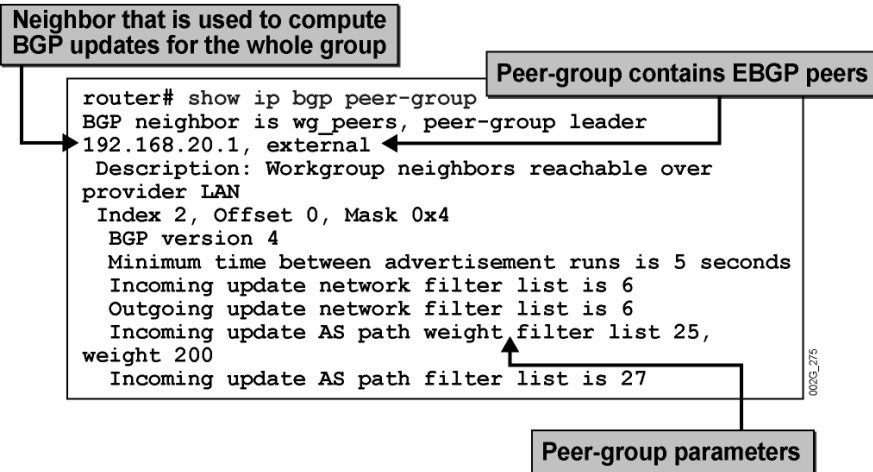 Neighbor that is used to compute
BGP updates for the whole group
Peer-group contains EBGP peers
router# show ip bgp peer-group
BGP neighbor is wg_peers, peer-group leader
192.168.20.1, external
Description: Workgroup neighbors reachable over
provider LAN
Index 2, Offset 0, Mask 0x4
BGP version 4
Minimum time between advertisement runs is 5 seconds
Incoming update network filter list is 6
Outgoing update network filter list is 6
Incoming update AS path weight filter list 25,
weight 200
Incoming update AS path filter list is 27
002G_275
Peer-group parameters